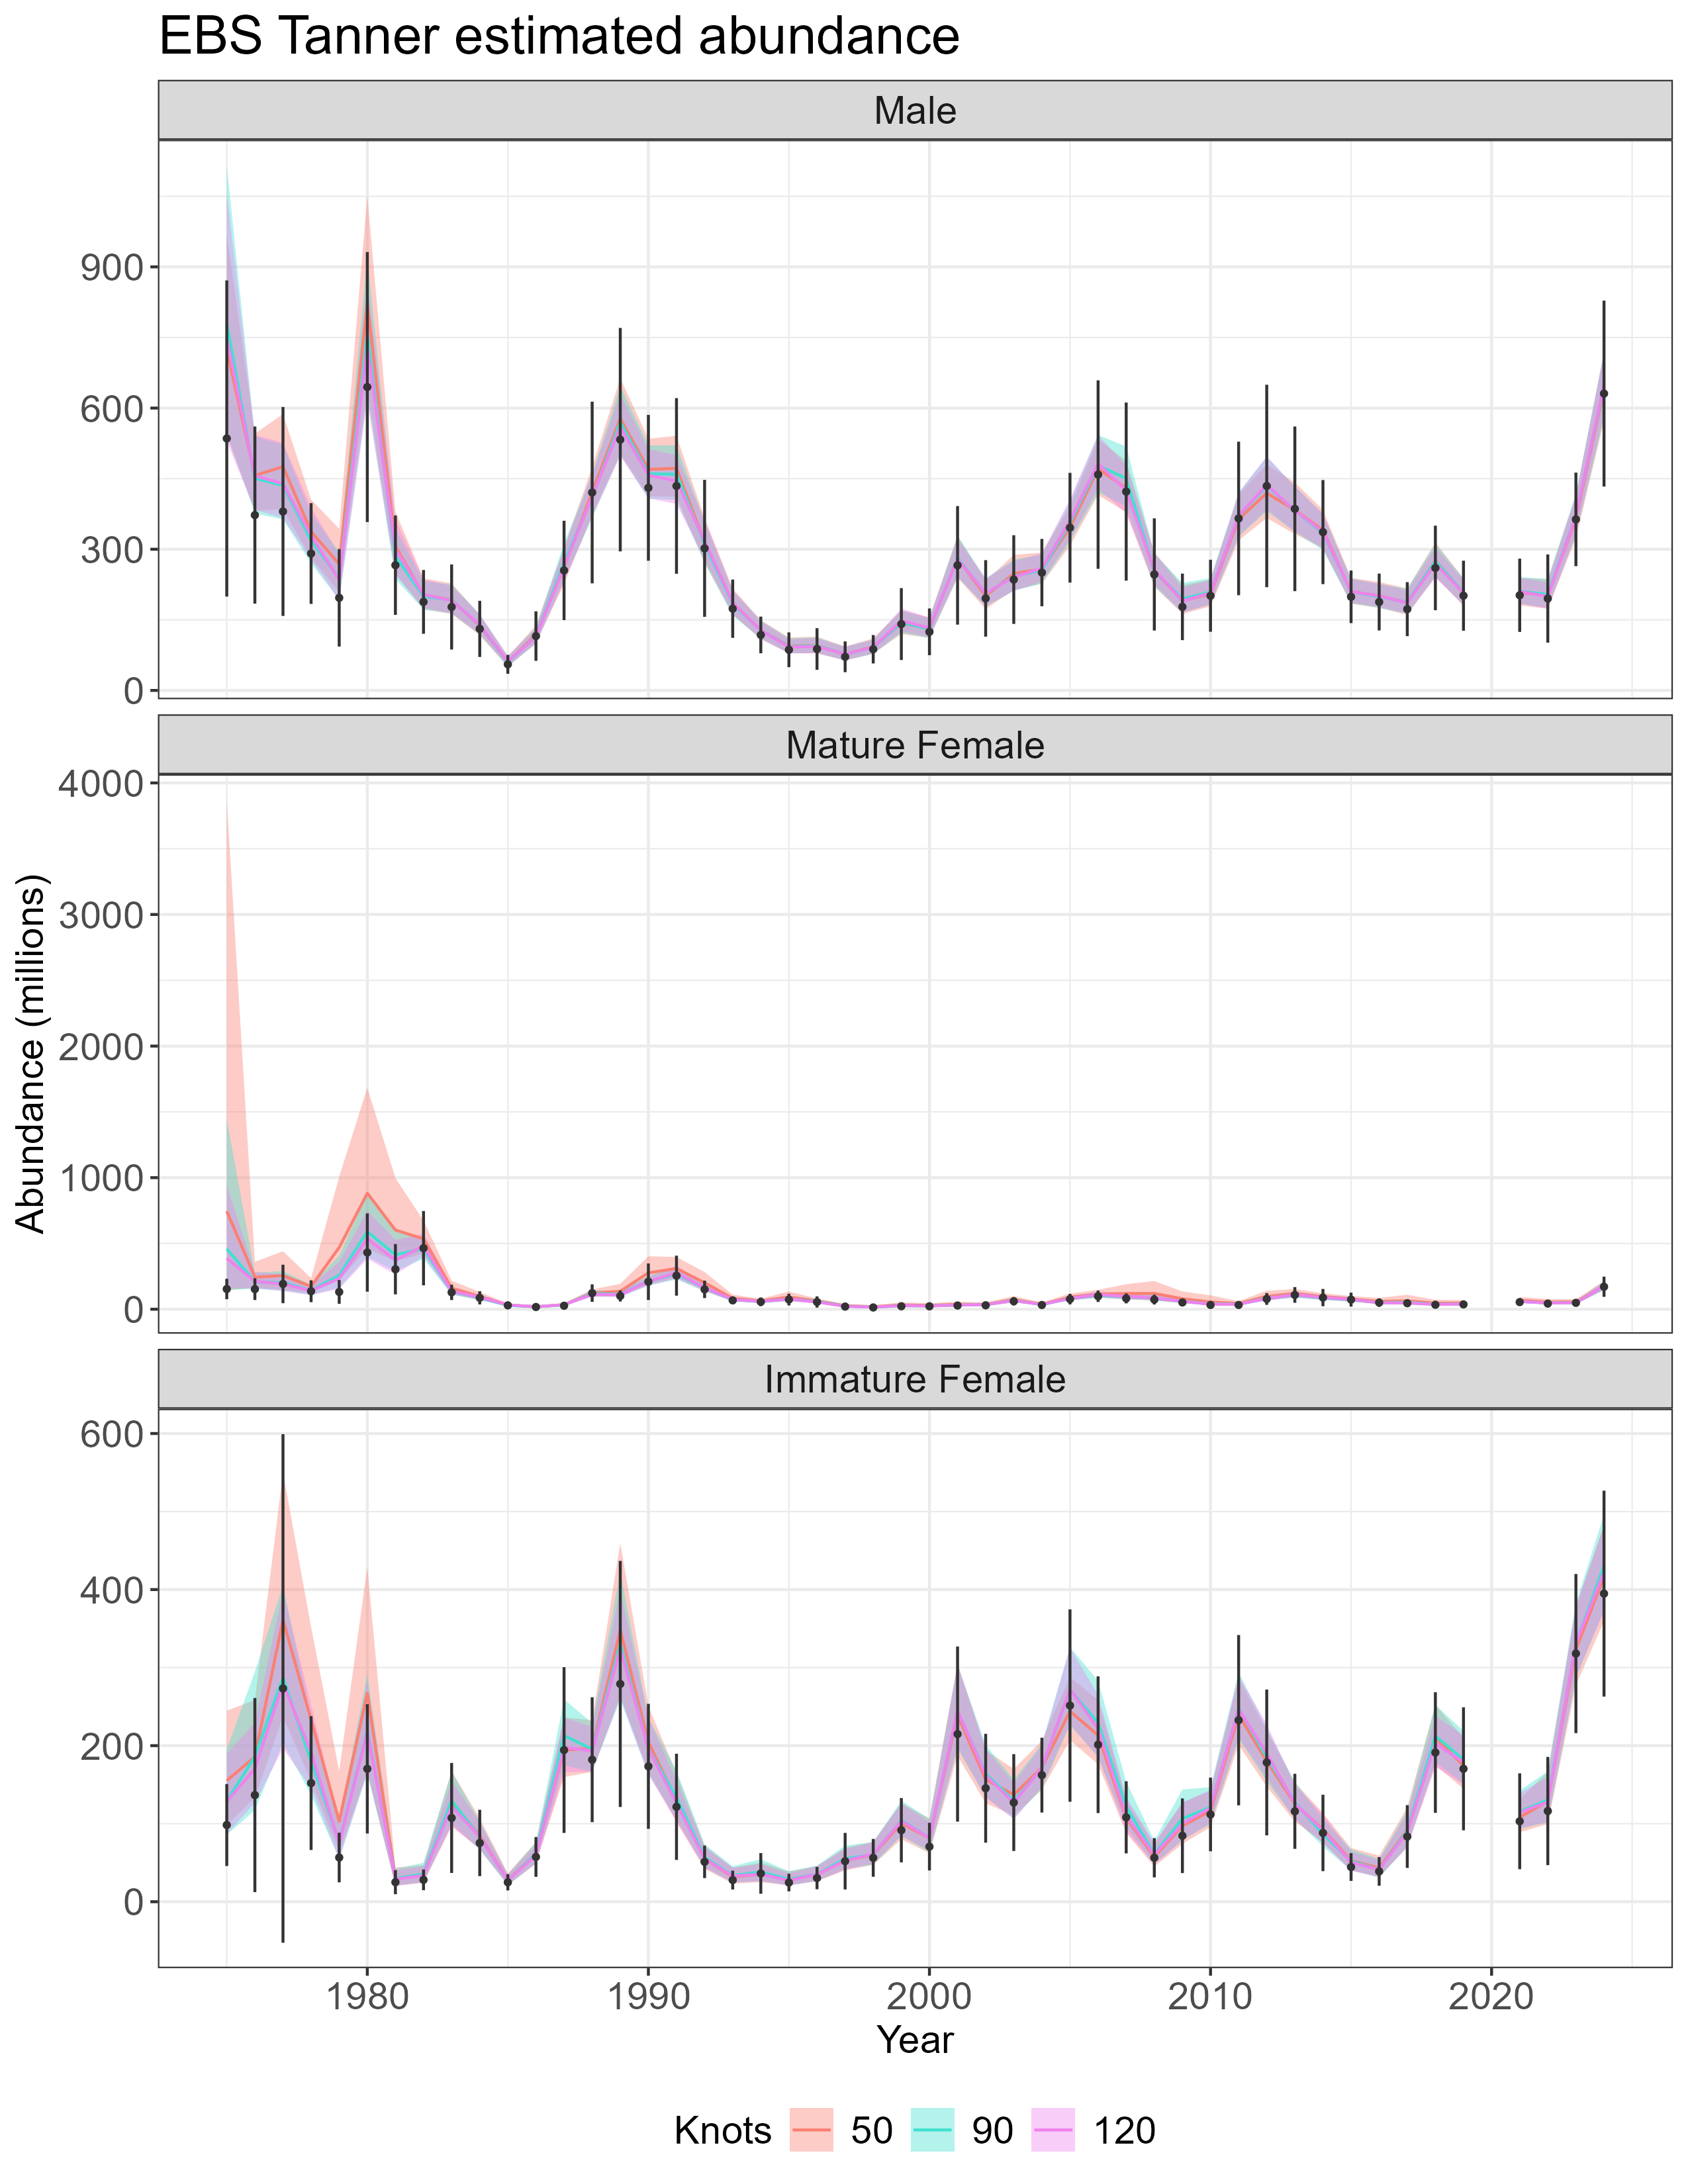 EBS Tanner estimated abundance
Male
900
600
300
0
Mature Female
4000
3000
2000
1000
0
Abundance (millions)
Immature Female
600
400
200
0
1980 1990 2000 2010 2020
Year
Knots 50 90 120